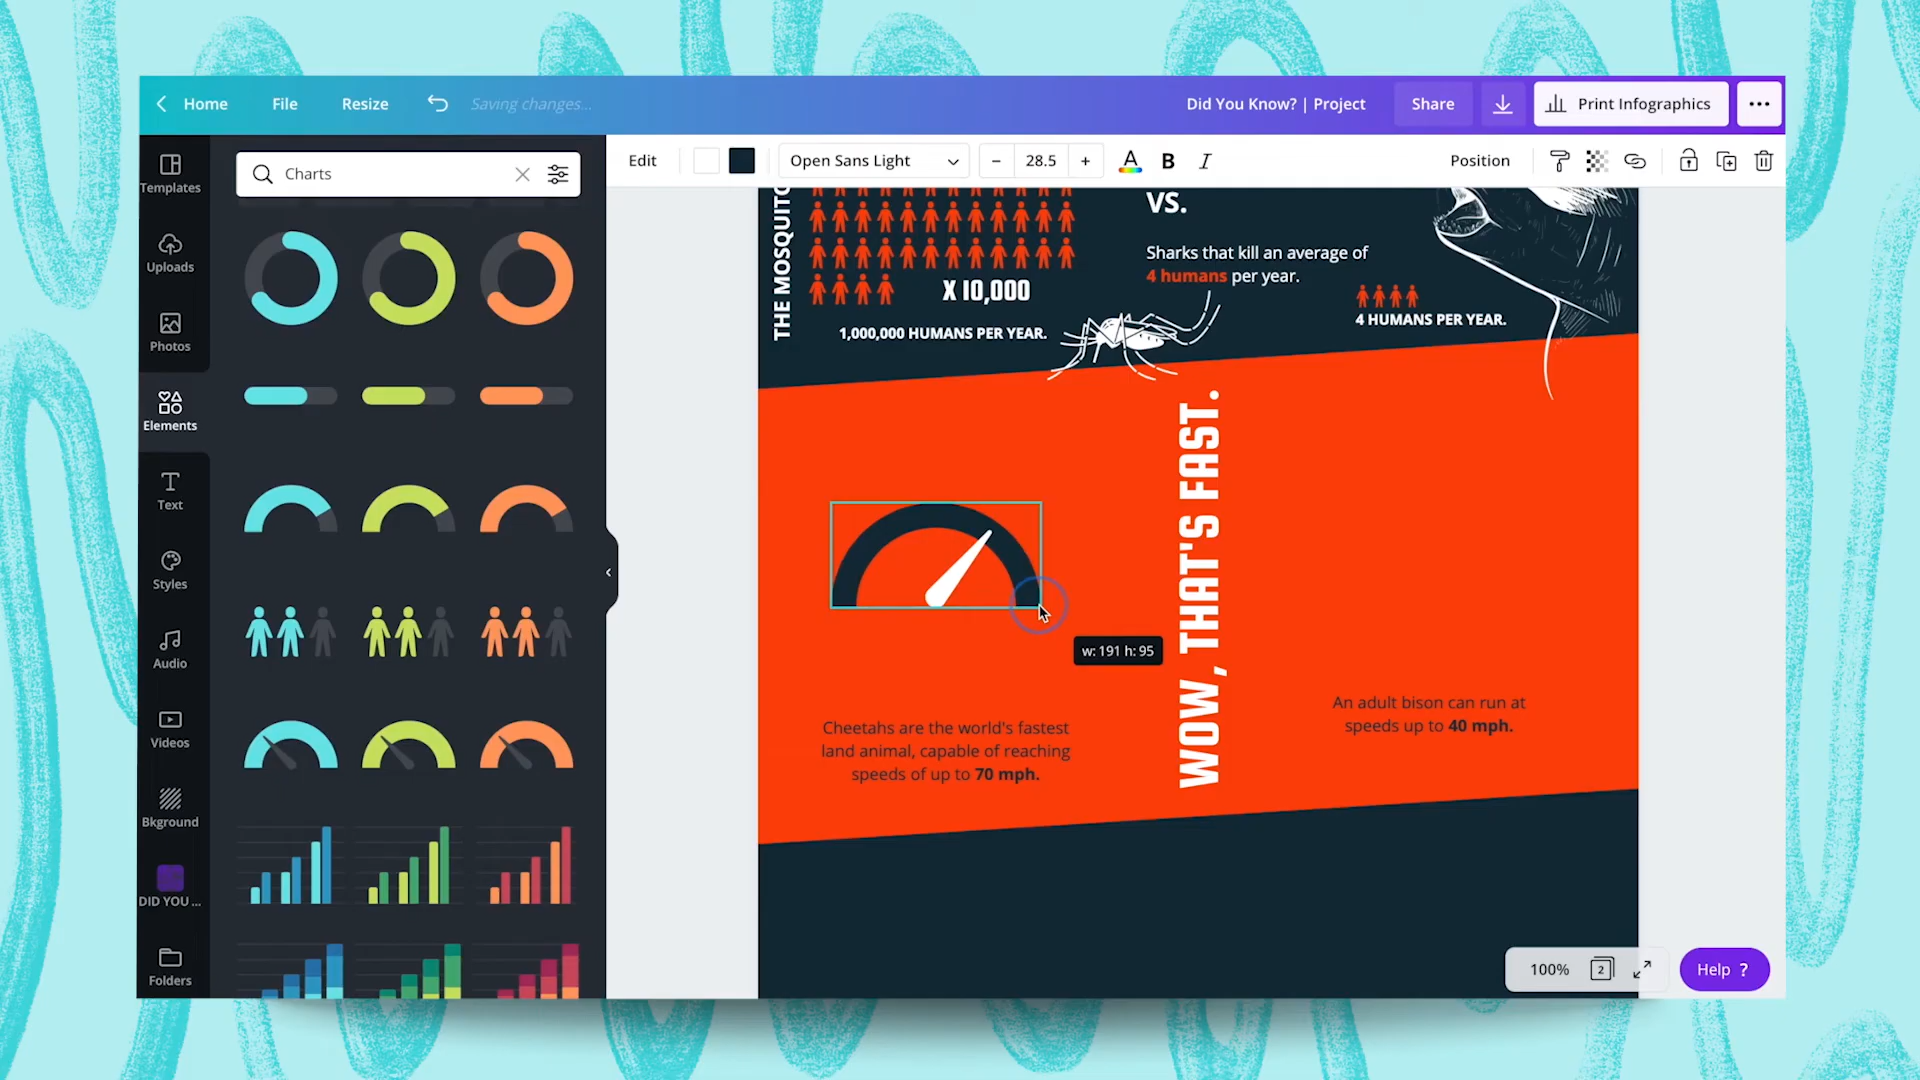 Home File Resize Saving changes... Did You Know? | Project Share Print Infographics
Templates
Uploads
Photos
Elements
Text
Styles
Audio
Videos
Bkground
DID YOU ...
Folders
Charts
Edit Open Sans Light 28.5 A B I Position
THE MOSQUITO
X 10,000
1,000,000 HUMANS PER YEAR.
VS.
Sharks that kill an average of
4 humans per year.
4 HUMANS PER YEAR.
WOW, THAT'S FAST.
w: 191 h: 95
Cheetahs are the world's fastest
land animal, capable of reaching
speeds of up to 70 mph.
An adult bison can run at
speeds up to 40 mph.
100% 2 Help ?